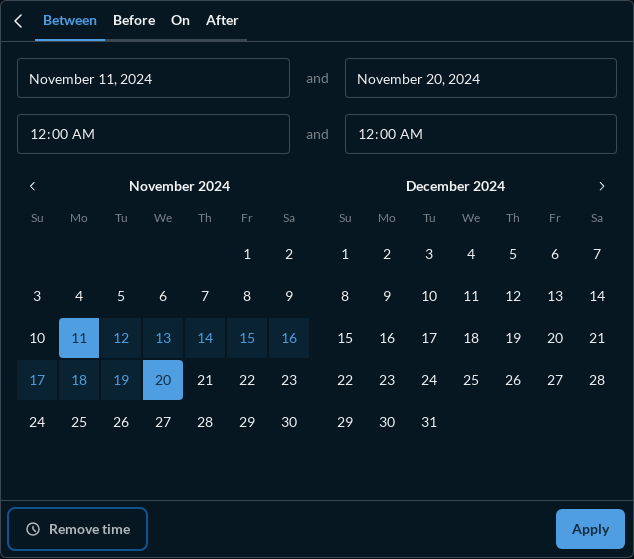 Between Before On After
November 11, 2024 and November 20, 2024
12:00 AM and 12:00 AM
November 2024
Su Mo Tu We Th Fr Sa
1 2
3 4 5 6 7 8 9
10 11 12 13 14 15 16
17 18 19 20 21 22 23
24 25 26 27 28 29 30
December 2024
Su Mo Tu We Th Fr Sa
1 2 3 4 5 6 7
8 9 10 11 12 13 14
15 16 17 18 19 20 21
22 23 24 25 26 27 28
29 30 31
Remove time
Apply